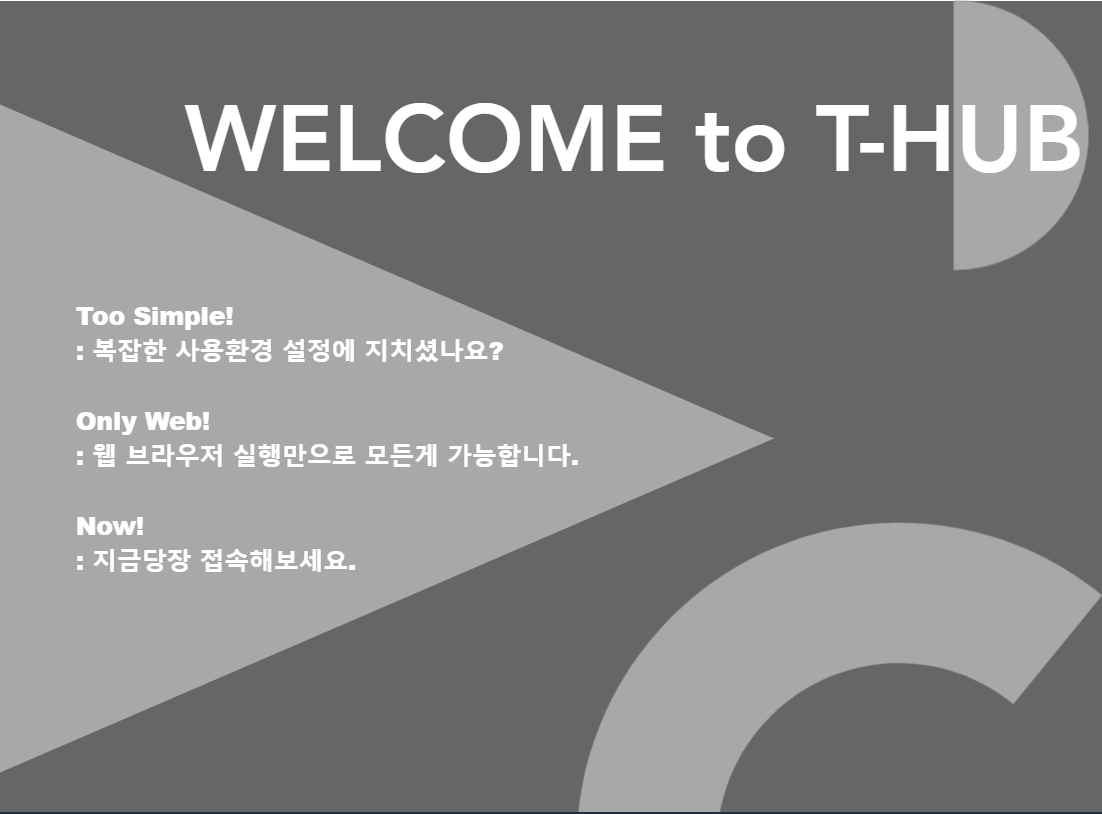 WELCOME to T-HUB
Too Simple!
: 복잡한 사용환경 설정에 지치셨나요?
Only Web!
: 웹 브라우저 실행만으로 모든게 가능합니다.
Now!
: 지금당장 접속해보세요.